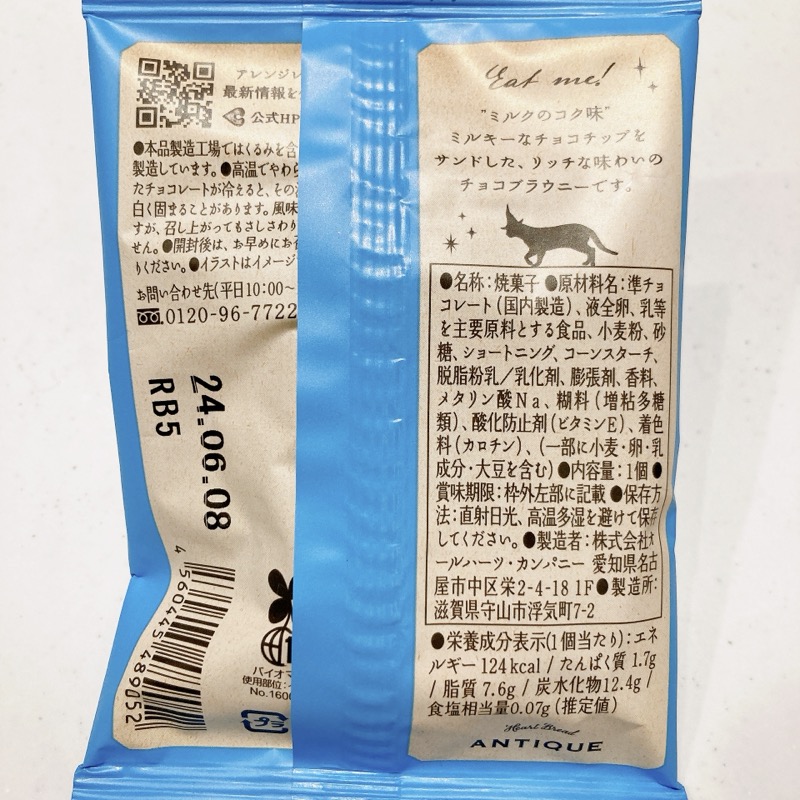 アレンジレ
最新情報を
公式HP
●本品製造工場ではくるみを含
製造しています。●高温でやわら
たチョコレートが冷えると、その
白く固まることがあります。風味
すが、召し上がってもさしさわり
せん。●開封後は、お早めにお召
りください。●イラストはイメージ
お問い合わせ先(平日10:00〜
0120-96-7722
24.06.08
RB5
4560445489052
バイオマ
使用部位:
No.1600
プラ
Eat me!
"ミルクのコク味"
ミルキーなチョコチップを
サンドした、リッチな味わいの
チョコブラウニーです。
●名称:焼菓子 ●原材料名:準チョ
コレート(国内製造)、液全卵、乳等
を主要原料とする食品、小麦粉、砂
糖、ショートニング、コーンスターチ、
脱脂粉乳/乳化剤、膨張剤、香料、
メタリン酸Na、糊料(増粘多糖
類)、酸化防止剤(ビタミンE)、着色
料(カロチン)、(一部に小麦・卵・乳
成分・大豆を含む)●内容量:1個●
賞味期限:枠外左部に記載 ●保存方
法:直射日光、高温多湿を避けて保存
してください。●製造者:株式会社オ
ールハーツ・カンパニー 愛知県名古
屋市中区栄2-4-18 1F●製造所:
滋賀県守山市浮気町7-2
●栄養成分表示(1個当たり):エネ
ルギー 124kcal / たんぱく質 1.7g
/ 脂質 7.6g / 炭水化物12.4g /
食塩相当量0.07g(推定値)
Heart Bread
ANTIQUE